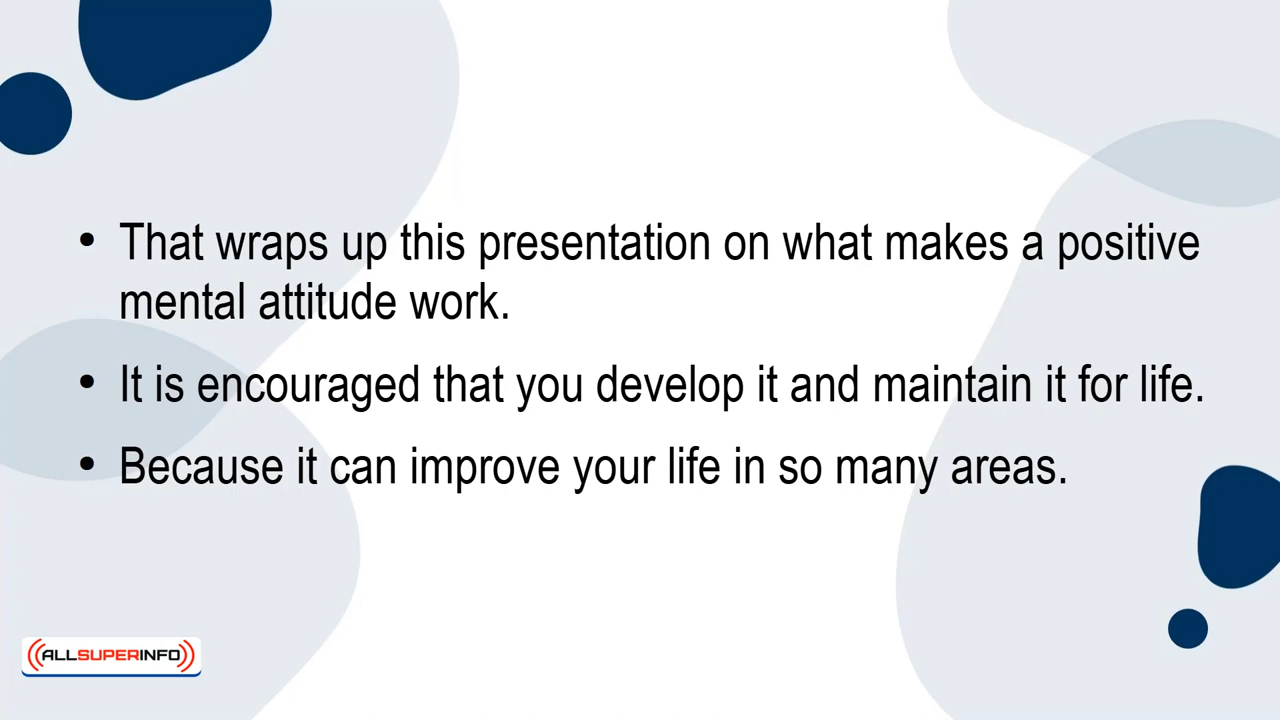 • That wraps up this presentation on what makes a positive
mental attitude work.
• It is encouraged that you develop it and maintain it for life.
• Because it can improve your life in so many areas.
ALLSUPERINFO